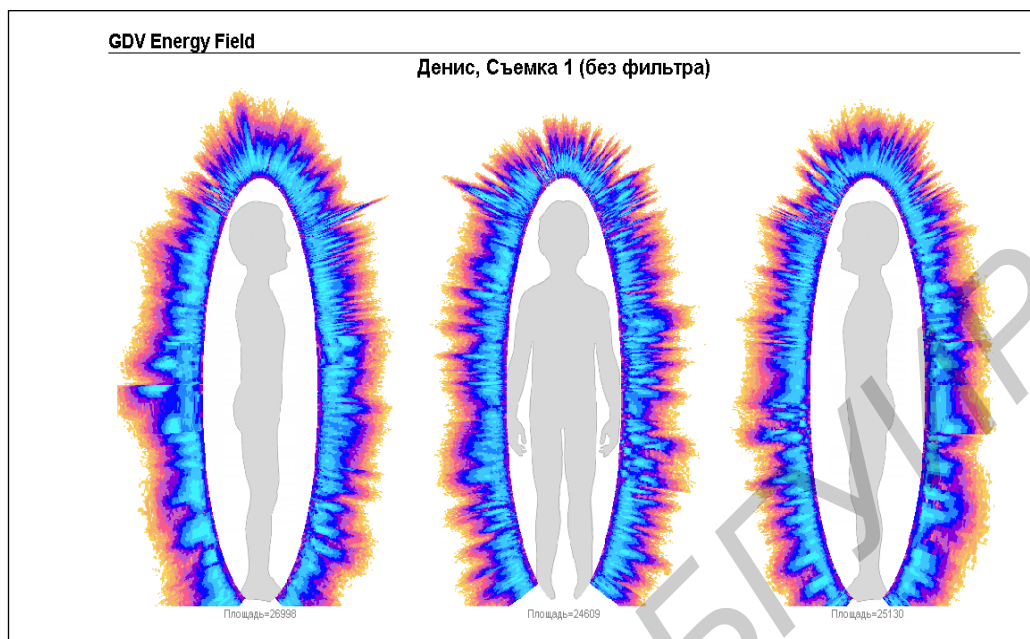 GDV Energy Field
Денис, Съемка 1 (без фильтра)
Площадь=26998
Площадь=24609
Площадь=25130
БГУИР